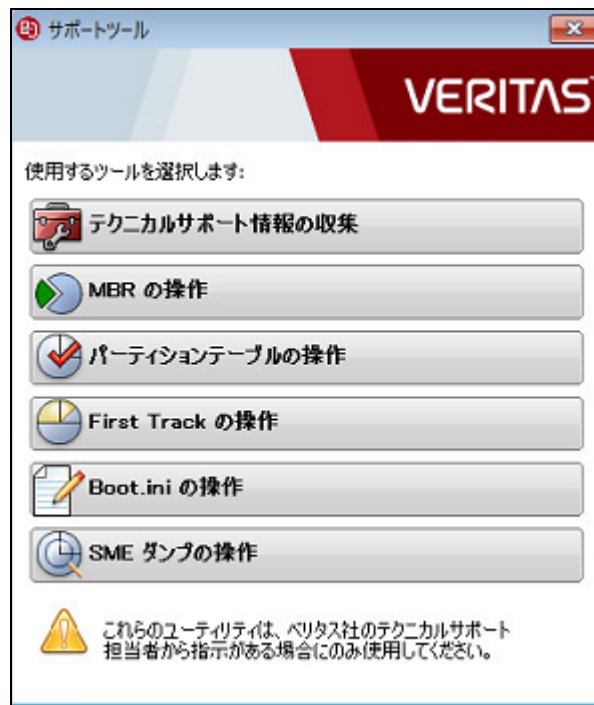 サポートツール
VERITAS
使用するツールを選択します:
テクニカルサポート情報の収集
MBR の操作
パーティションテーブルの操作
First Track の操作
Boot.ini の操作
SME ダンプの操作
これらのユーティリティは、ベリタス社のテクニカルサポート
担当者から指示がある場合にのみ使用してください。